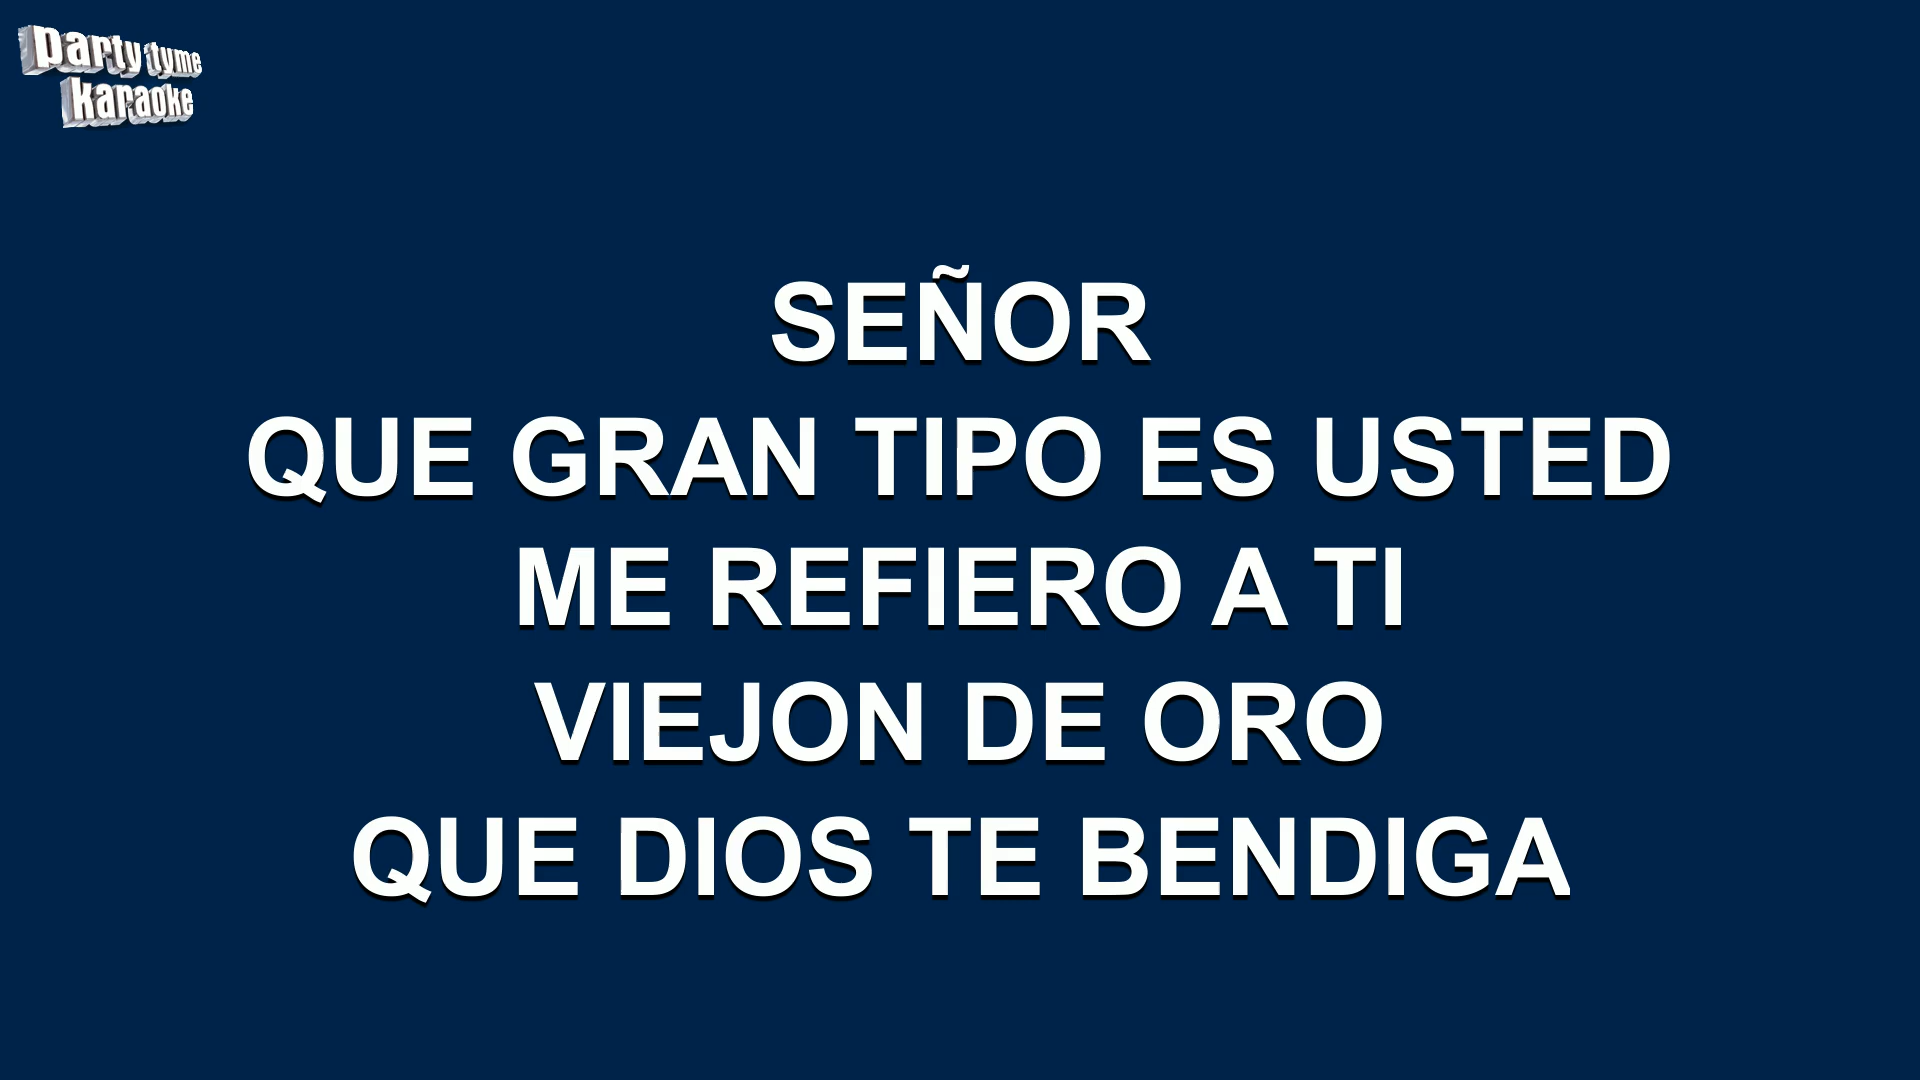 party tyme
karaoke
SEÑOR
QUE GRAN TIPO ES USTED
ME REFIERO A TI
VIEJON DE ORO
QUE DIOS TE BENDIGA